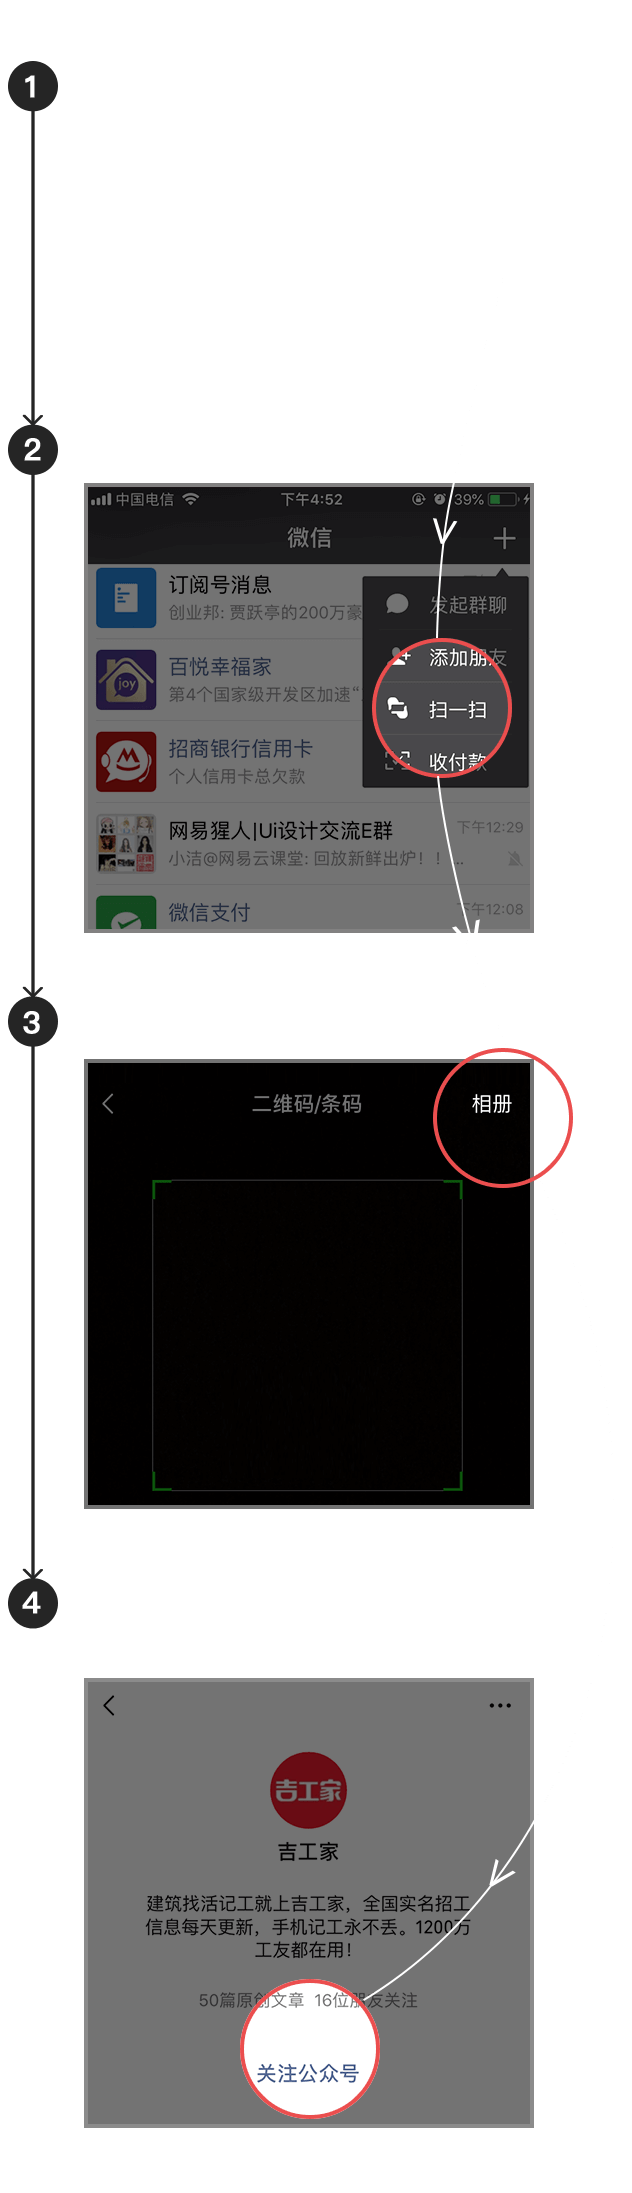 1
2
中国电信 下午4:52 39%
微信
订阅号消息
创业邦: 贾跃亭的200万豪
发起群聊
添加朋友
百悦幸福家
第4个国家级开发区加速“
joy
扫一扫
招商银行信用卡
个人信用卡总欠款
收付款
网易猩人|Ui设计交流E群 下午12:29
小洁@网易云课堂: 回放新鲜出炉！！...
微信支付 下午12:08
3
二维码/条码 相册
4
吉工家
吉工家
建筑找活记工就上吉工家，全国实名招工
信息每天更新，手机记工永不丢。1200万
工友都在用！
50篇原创文章 16位朋友关注
关注公众号